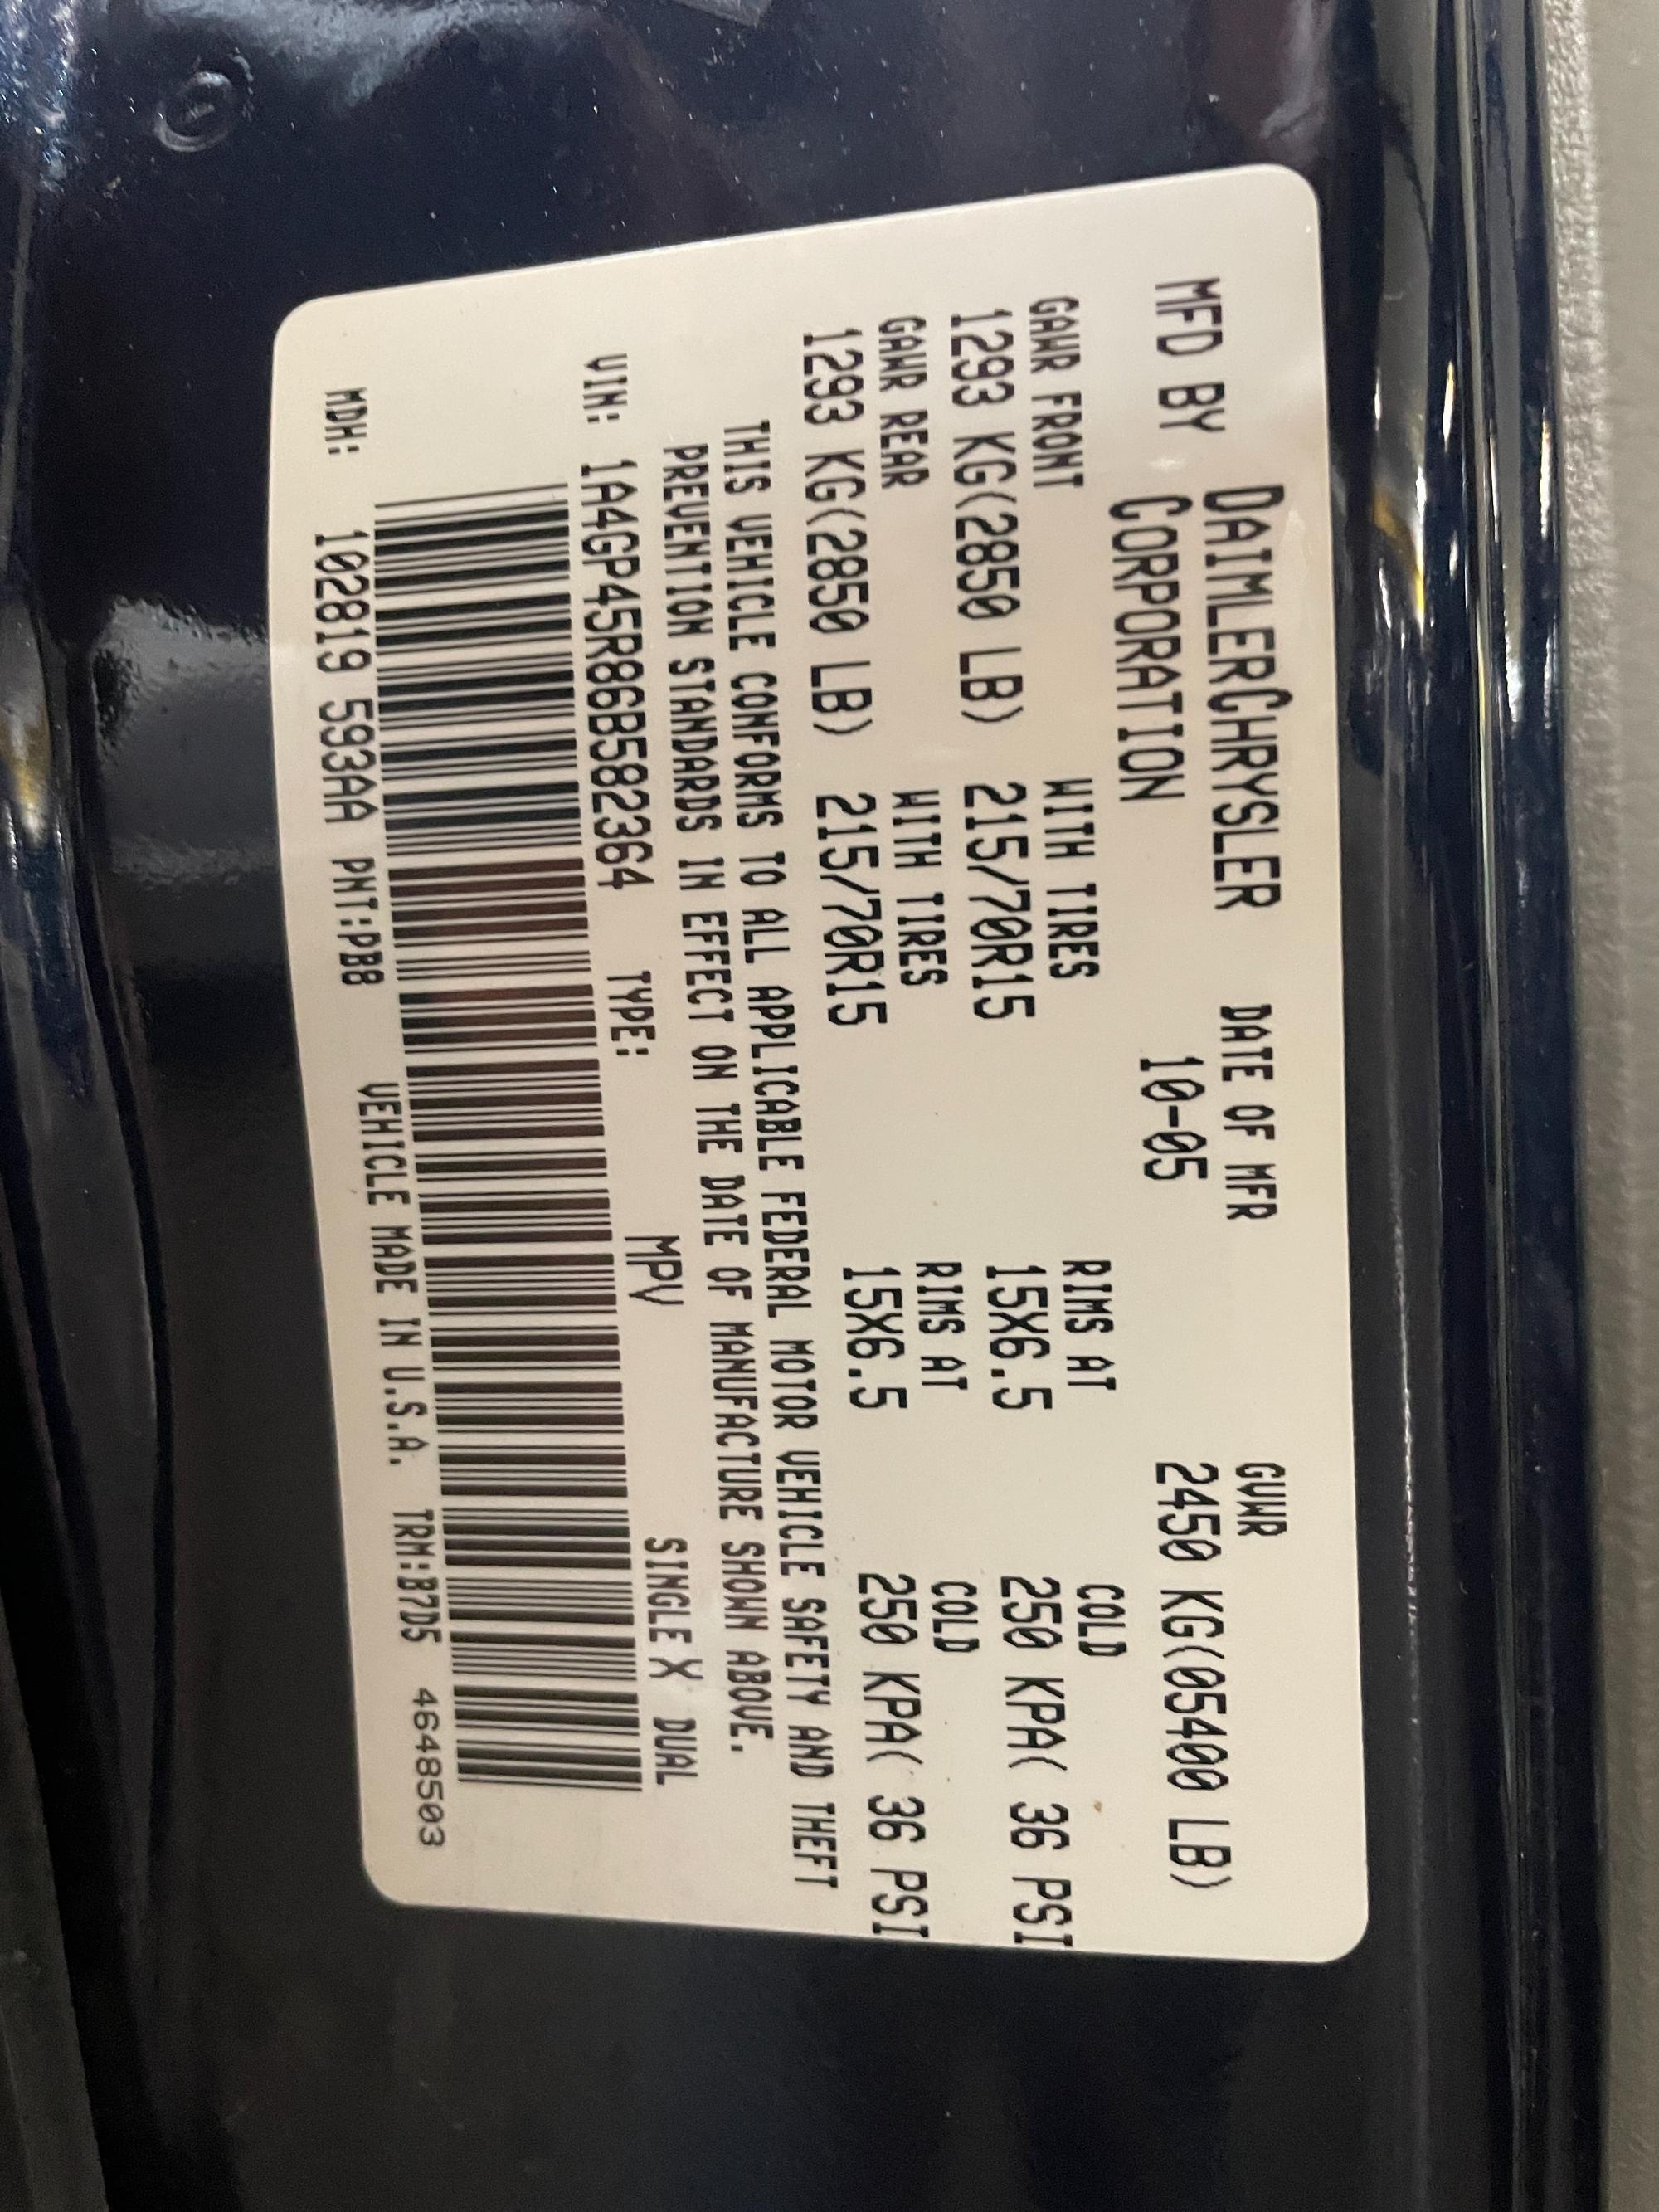 MFD BY DAIMLERCHRYSLER CORPORATION
DATE OF MFR 10-05
GVWR 2450 KG(05400 LB)
GAWR FRONT WITH TIRES RIMS AT COLD
1293 KG(2850 LB) 215/70R15 15X6.5 250 KPA( 36 PSI
GAWR REAR WITH TIRES RIMS AT COLD
1293 KG(2850 LB) 215/70R15 15X6.5 250 KPA( 36 PSI
THIS VEHICLE CONFORMS TO ALL APPLICABLE FEDERAL MOTOR VEHICLE SAFETY AND THEFT
PREVENTION STANDARDS IN EFFECT ON THE DATE OF MANUFACTURE SHOWN ABOVE.
VIN: 1A4GP45R86B582364 TYPE: MPV SINGLE X DUAL
MDH: 102819 593AA PNT:PB8 VEHICLE MADE IN U.S.A. TRM:B7D5 4648503